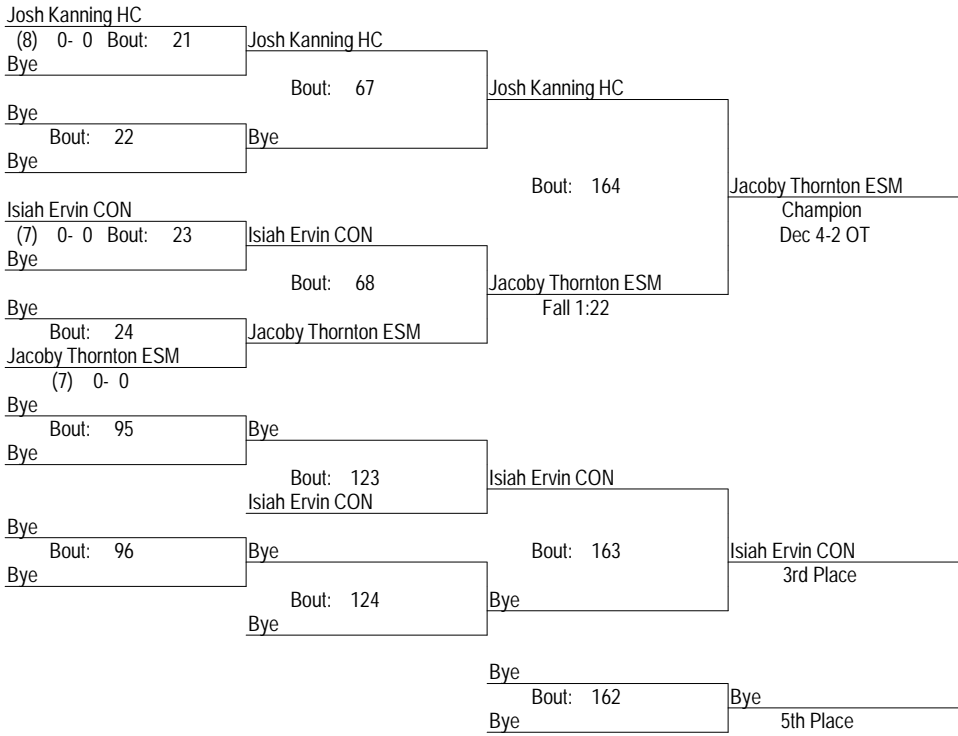 Josh Kanning HC
(8) 0- 0 Bout: 21
Bye
Josh Kanning HC
Bout: 67
Josh Kanning HC
Bye
Bout: 22
Bye
Bye
Bout: 164
Jacoby Thornton ESM
Champion
Dec 4-2 OT
Isiah Ervin CON
(7) 0- 0 Bout: 23
Bye
Isiah Ervin CON
Bout: 68
Jacoby Thornton ESM
Fall 1:22
Bye
Bout: 24
Jacoby Thornton ESM
Jacoby Thornton ESM
(7) 0- 0
Bye
Bout: 95
Bye
Bye
Bout: 123
Isiah Ervin CON
Isiah Ervin CON
Bye
Bout: 96
Bye
Bye
Bout: 163
Isiah Ervin CON
3rd Place
Bout: 124
Bye
Bye
Bye
Bout: 162
Bye
Bye
5th Place